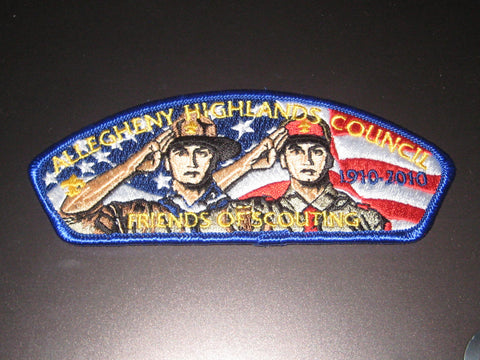 ALLEGHENY HIGHLANDS COUNCIL
1910-2010
FRIENDS OF SCOUTING